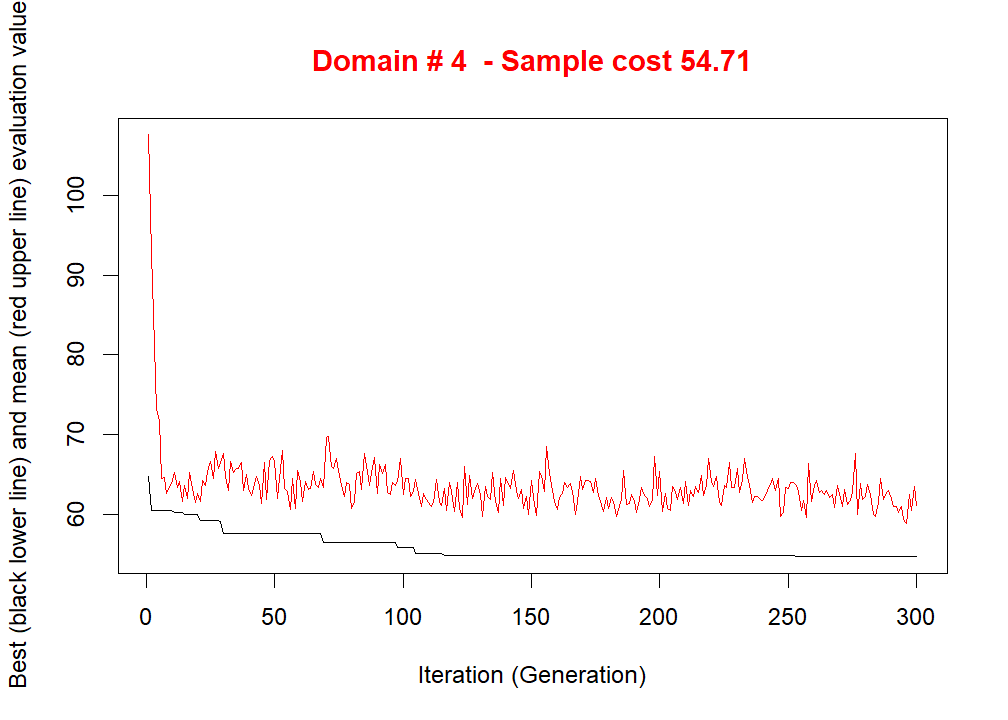 Domain # 4  - Sample cost 54.71
Best (black lower line) and mean (red upper line) evaluation value
100
90
80
70
60
0 50 100 150 200 250 300
Iteration (Generation)